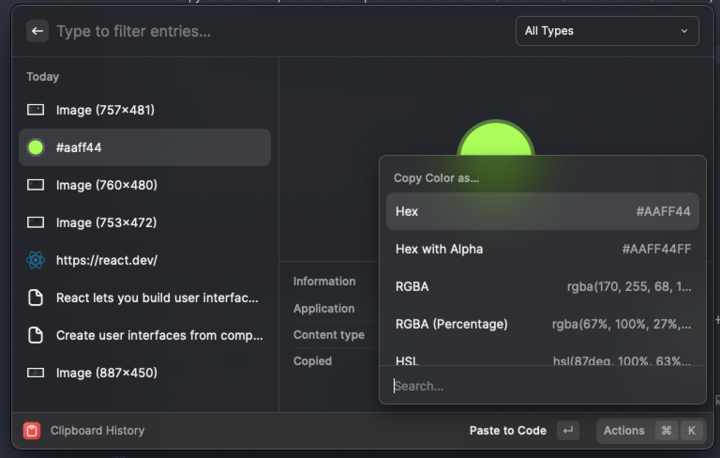 Type to filter entries...
All Types
Today
Image (757×481)
#aaff44
Image (760×480)
Image (753×472)
https://react.dev/
React lets you build user interfac...
Create user interfaces from comp...
Image (887×450)
Information
Application
Content type
Copied
Copy Color as...
Hex #AAFF44
Hex with Alpha #AAFF44FF
RGBA rgba(170, 255, 68, 1...
RGBA (Percentage) rgba(67%, 100%, 27%,...
HSL hsl(87deg, 100%, 63%...
Search...
Clipboard History
Paste to Code ↵
Actions ⌘ K